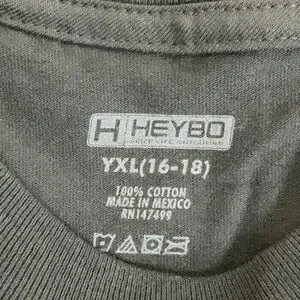 H HEYBO
YXL(16-18)
100% COTTON
MADE IN MEXICO
RN147499